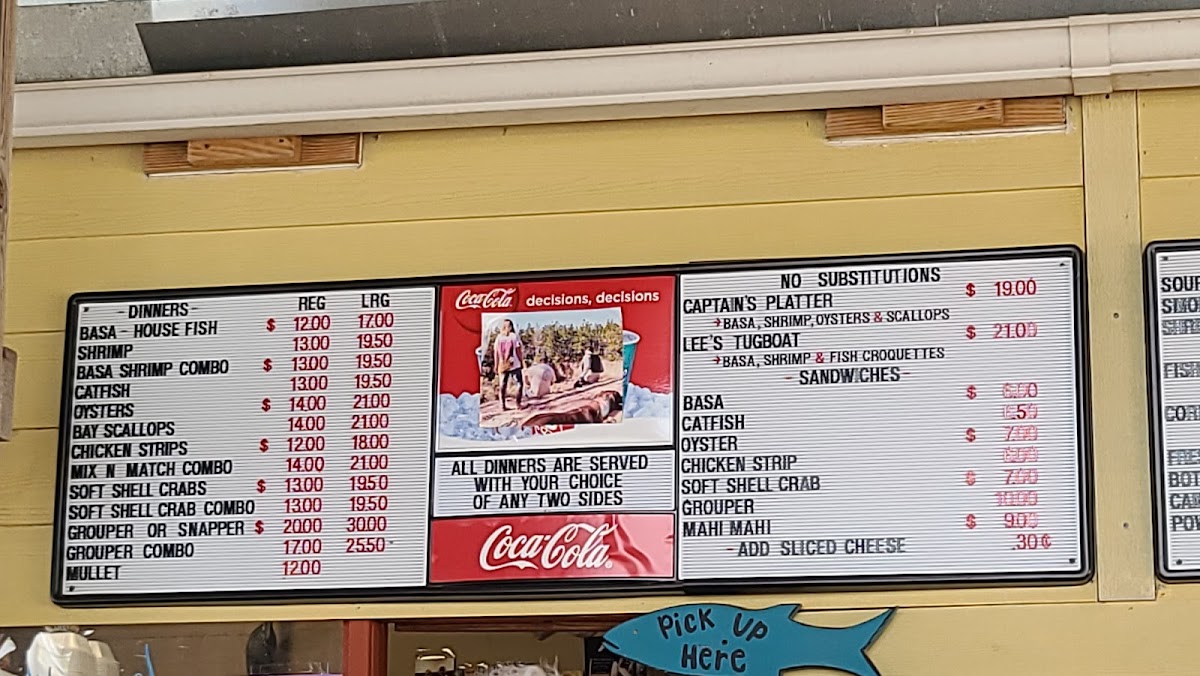 - DINNERS - REG LRG
BASA - HOUSE FISH $ 12.00 17.00
SHRIMP 13.00 19.50
BASA SHRIMP COMBO $ 13.00 19.50
CATFISH 13.00 19.50
OYSTERS $ 14.00 21.00
BAY SCALLOPS 14.00 21.00
CHICKEN STRIPS $ 12.00 18.00
MIX N MATCH COMBO 14.00 21.00
SOFT SHELL CRABS $ 13.00 19.50
SOFT SHELL CRAB COMBO 13.00 19.50
GROUPER OR SNAPPER $ 20.00 30.00
GROUPER COMBO 17.00 25.50
MULLET 12.00
Coca-Cola decisions, decisions
ALL DINNERS ARE SERVED
WITH YOUR CHOICE
OF ANY TWO SIDES
Coca-Cola
NO SUBSTITUTIONS
CAPTAIN'S PLATTER $ 19.00
BASA, SHRIMP, OYSTERS & SCALLOPS
LEE'S TUGBOAT $ 21.00
BASA, SHRIMP & FISH CROQUETTES
- SANDWICHES -
BASA $
CATFISH
OYSTER $
CHICKEN STRIP
SOFT SHELL CRAB $
GROUPER
MAHI MAHI $ 9.00
- ADD SLICED CHEESE .30¢
PICK UP
HERE
SOUP